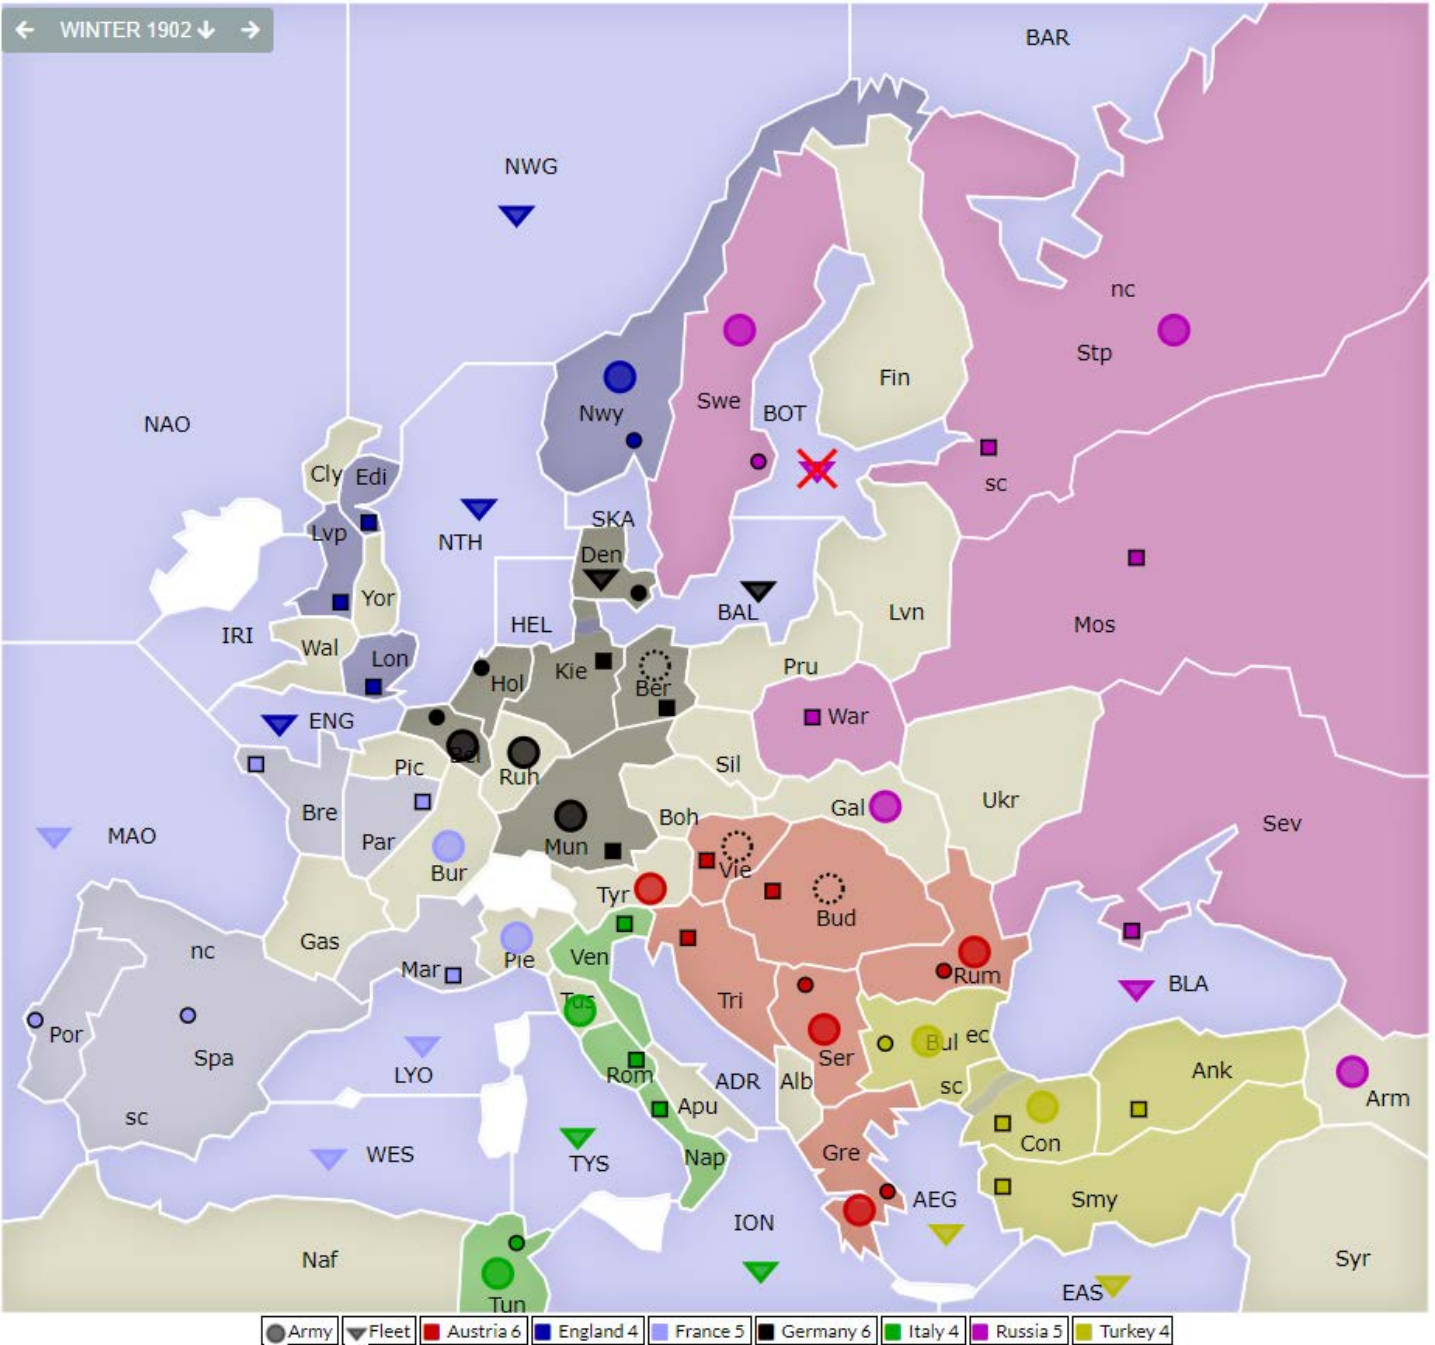 WINTER 1902
BAR
NWG
nc
Stp
Fin
Swe
BOT
Nwy
NAO
Cly
Edi
sc
SKA
Lvp
NTH
Den
Yor
BAL
Lvn
Mos
HEL
IRI
Wal
Lon
Kie
Pru
Hol
Ber
ENG
War
Bel
Pic
Ruh
Sil
Ukr
Gal
Bre
Boh
Sev
MAO
Par
Mun
Vie
Bur
Tyr
Bud
Gas
nc
Mar
Pie
Ven
Rum
BLA
Tus
Tri
Por
Spa
Ser
Bul
ec
LYO
Rom
ADR
Alb
sc
Ank
Arm
Apu
sc
Con
WES
TYS
Nap
Gre
AEG
Smy
ION
Naf
Syr
EAS
Tun
Army
Fleet
Austria 6
England 4
France 5
Germany 6
Italy 4
Russia 5
Turkey 4